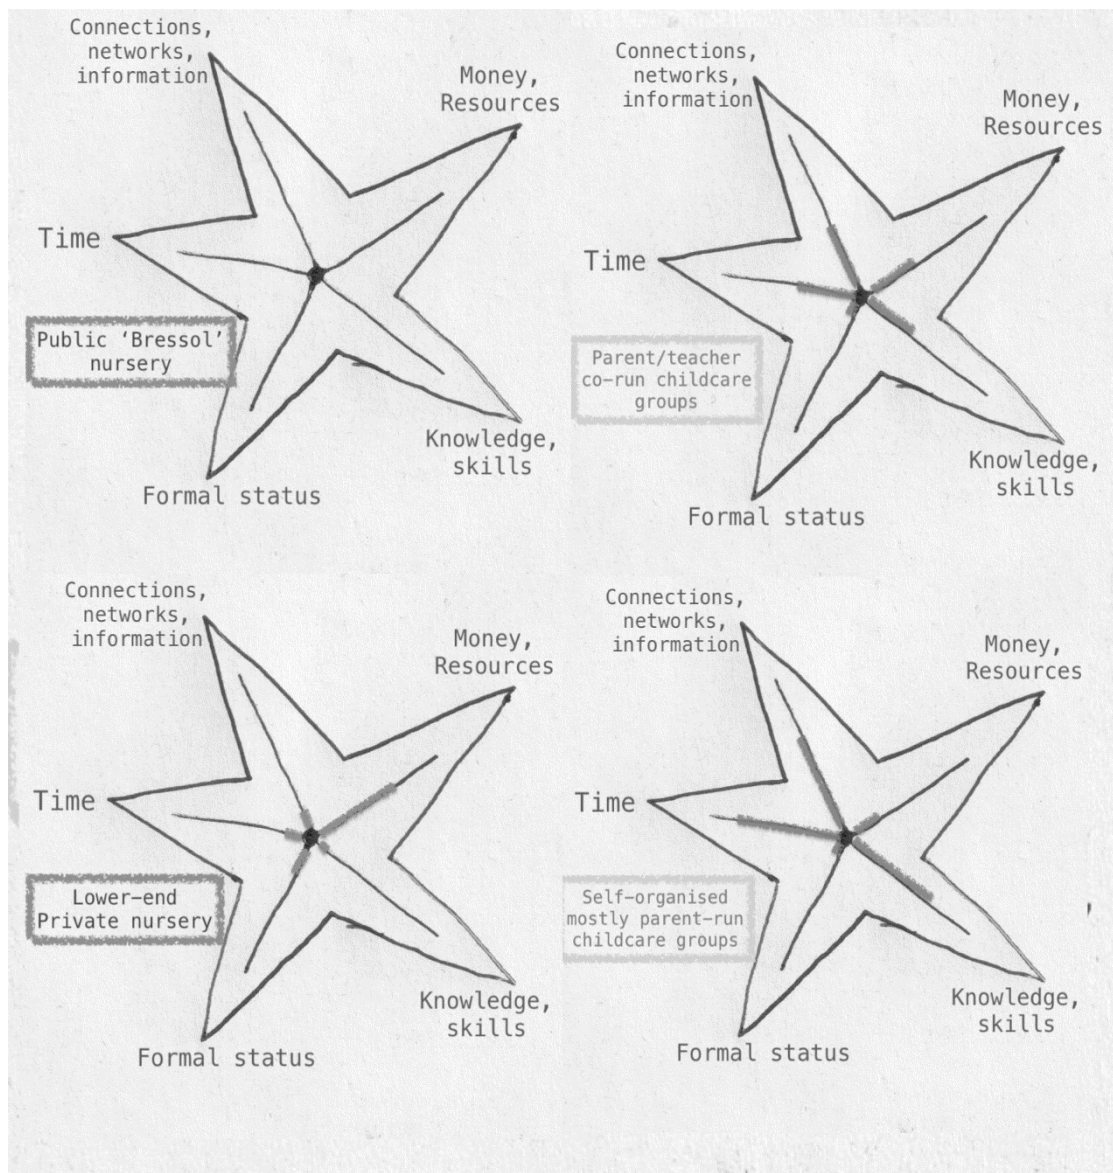 Connections,
networks,
information
Money,
Resources
Time
Public ‘Bressol’
nursery
Knowledge,
skills
Formal status
Connections,
networks,
information
Money,
Resources
Time
Parent/teacher
co-run childcare
groups
Knowledge,
skills
Formal status
Connections,
networks,
information
Money,
Resources
Time
Lower-end
Private nursery
Knowledge,
skills
Formal status
Connections,
networks,
information
Money,
Resources
Time
Self-organised
mostly parent-run
childcare groups
Knowledge,
skills
Formal status